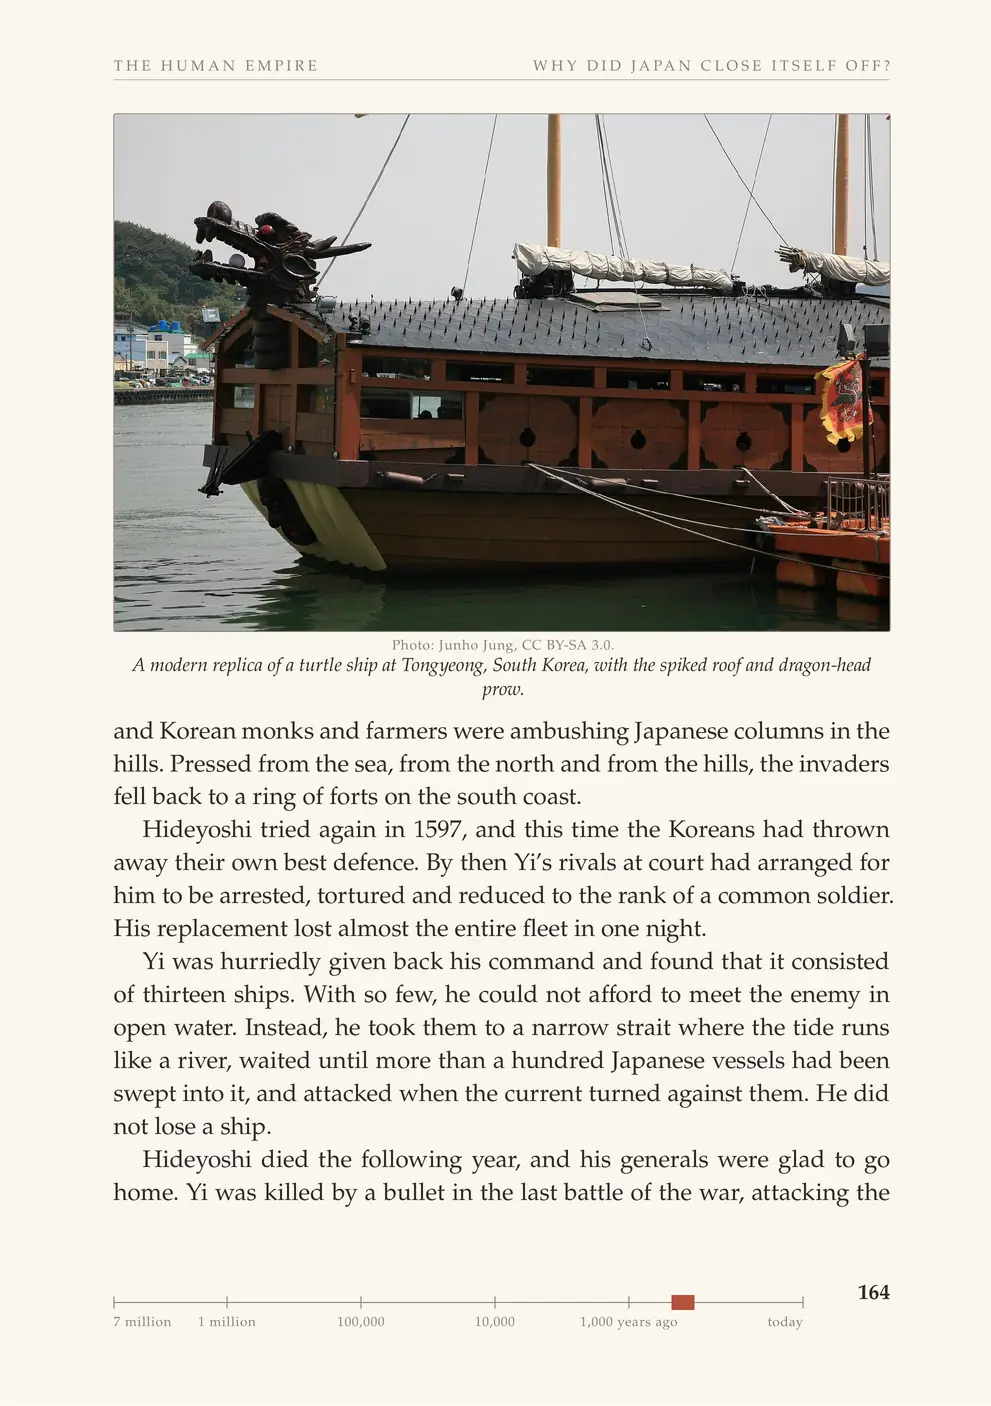 THE HUMAN EMPIRE
WHY DID JAPAN CLOSE ITSELF OFF?
Photo: Junho Jung, CC BY-SA 3.0.
A modern replica of a turtle ship at Tongyeong, South Korea, with the spiked roof and dragon-head
prow.
and Korean monks and farmers were ambushing Japanese columns in the
hills. Pressed from the sea, from the north and from the hills, the invaders
fell back to a ring of forts on the south coast.
Hideyoshi tried again in 1597, and this time the Koreans had thrown
away their own best defence. By then Yi’s rivals at court had arranged for
him to be arrested, tortured and reduced to the rank of a common soldier.
His replacement lost almost the entire fleet in one night.
Yi was hurriedly given back his command and found that it consisted
of thirteen ships. With so few, he could not afford to meet the enemy in
open water. Instead, he took them to a narrow strait where the tide runs
like a river, waited until more than a hundred Japanese vessels had been
swept into it, and attacked when the current turned against them. He did
not lose a ship.
Hideyoshi died the following year, and his generals were glad to go
home. Yi was killed by a bullet in the last battle of the war, attacking the
164
7 million 1 million 100,000 10,000 1,000 years ago today